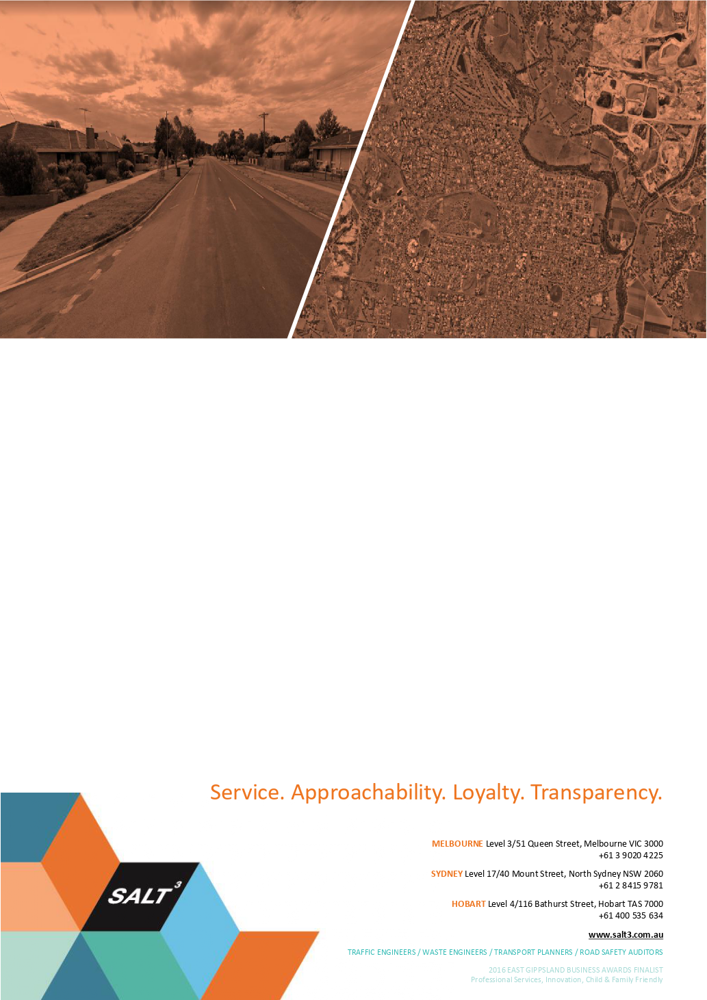 Service. Approachability. Loyalty. Transparency.
MELBOURNE Level 3/51 Queen Street, Melbourne VIC 3000
+61 3 9020 4225
SYDNEY Level 17/40 Mount Street, North Sydney NSW 2060
+61 2 8415 9781
SALT3
HOBART Level 4/116 Bathurst Street, Hobart TAS 7000
+61 400 535 634
www.salt3.com.au
TRAFFIC ENGINEERS / WASTE ENGINEERS / TRANSPORT PLANNERS / ROAD SAFETY AUDITORS
2016 EAST GIPPSLAND BUSINESS AWARDS FINALIST
Professional Services, Innovation, Child & Family Friendly